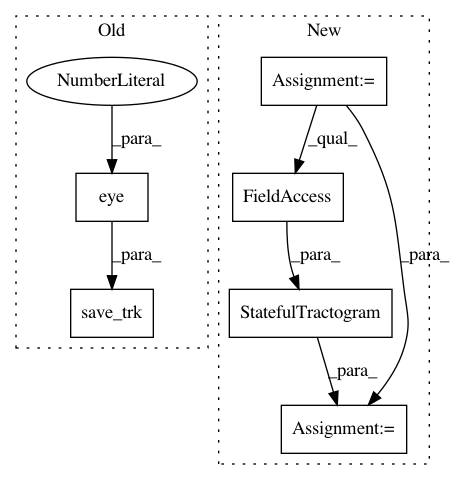 Old
NumberLiteral
_para_
eye
_para_
save_trk
New
Assignment:=
_qual_
FieldAccess
_para_
_para_
StatefulTractogram
_para_
Assignment:=